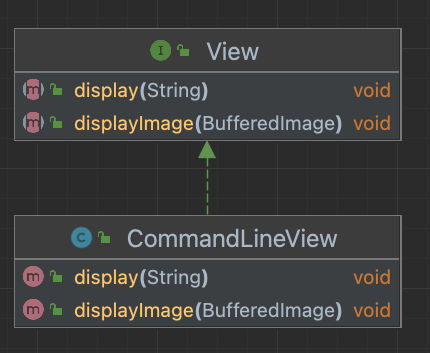 I View
m display(String) void
m displayImage(BufferedImage) void
C CommandLineView
m display(String) void
m displayImage(BufferedImage) void